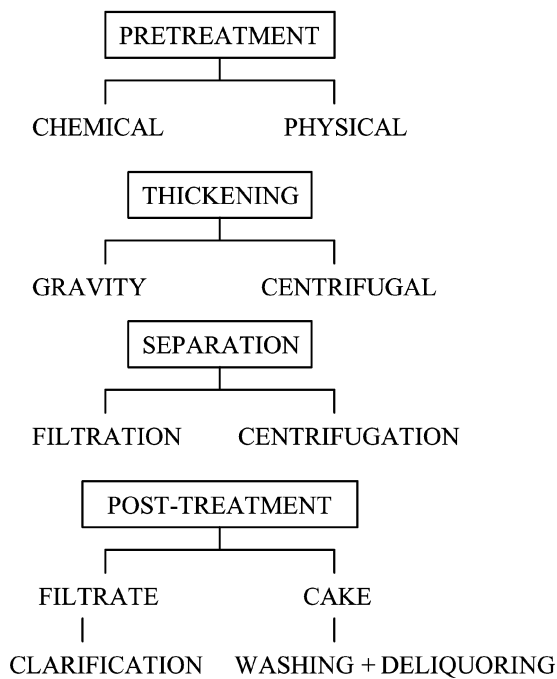 PRETREATMENT
CHEMICAL PHYSICAL
THICKENING
GRAVITY CENTRIFUGAL
SEPARATION
FILTRATION CENTRIFUGATION
POST-TREATMENT
FILTRATE CAKE
CLARIFICATION WASHING + DELIQUORING